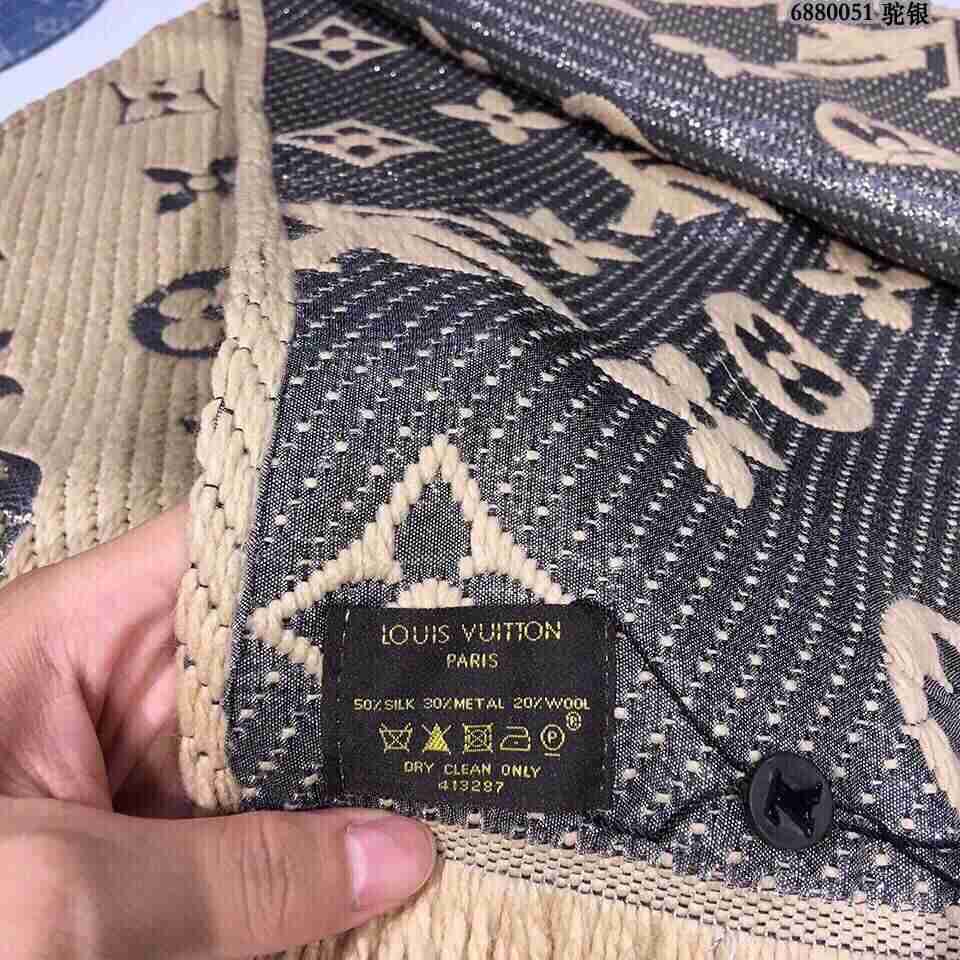 6880051 驼银
LOUIS VUITTON
PARIS
50% SILK 30% METAL 20% WOOL
®
P
DRY CLEAN ONLY
413287